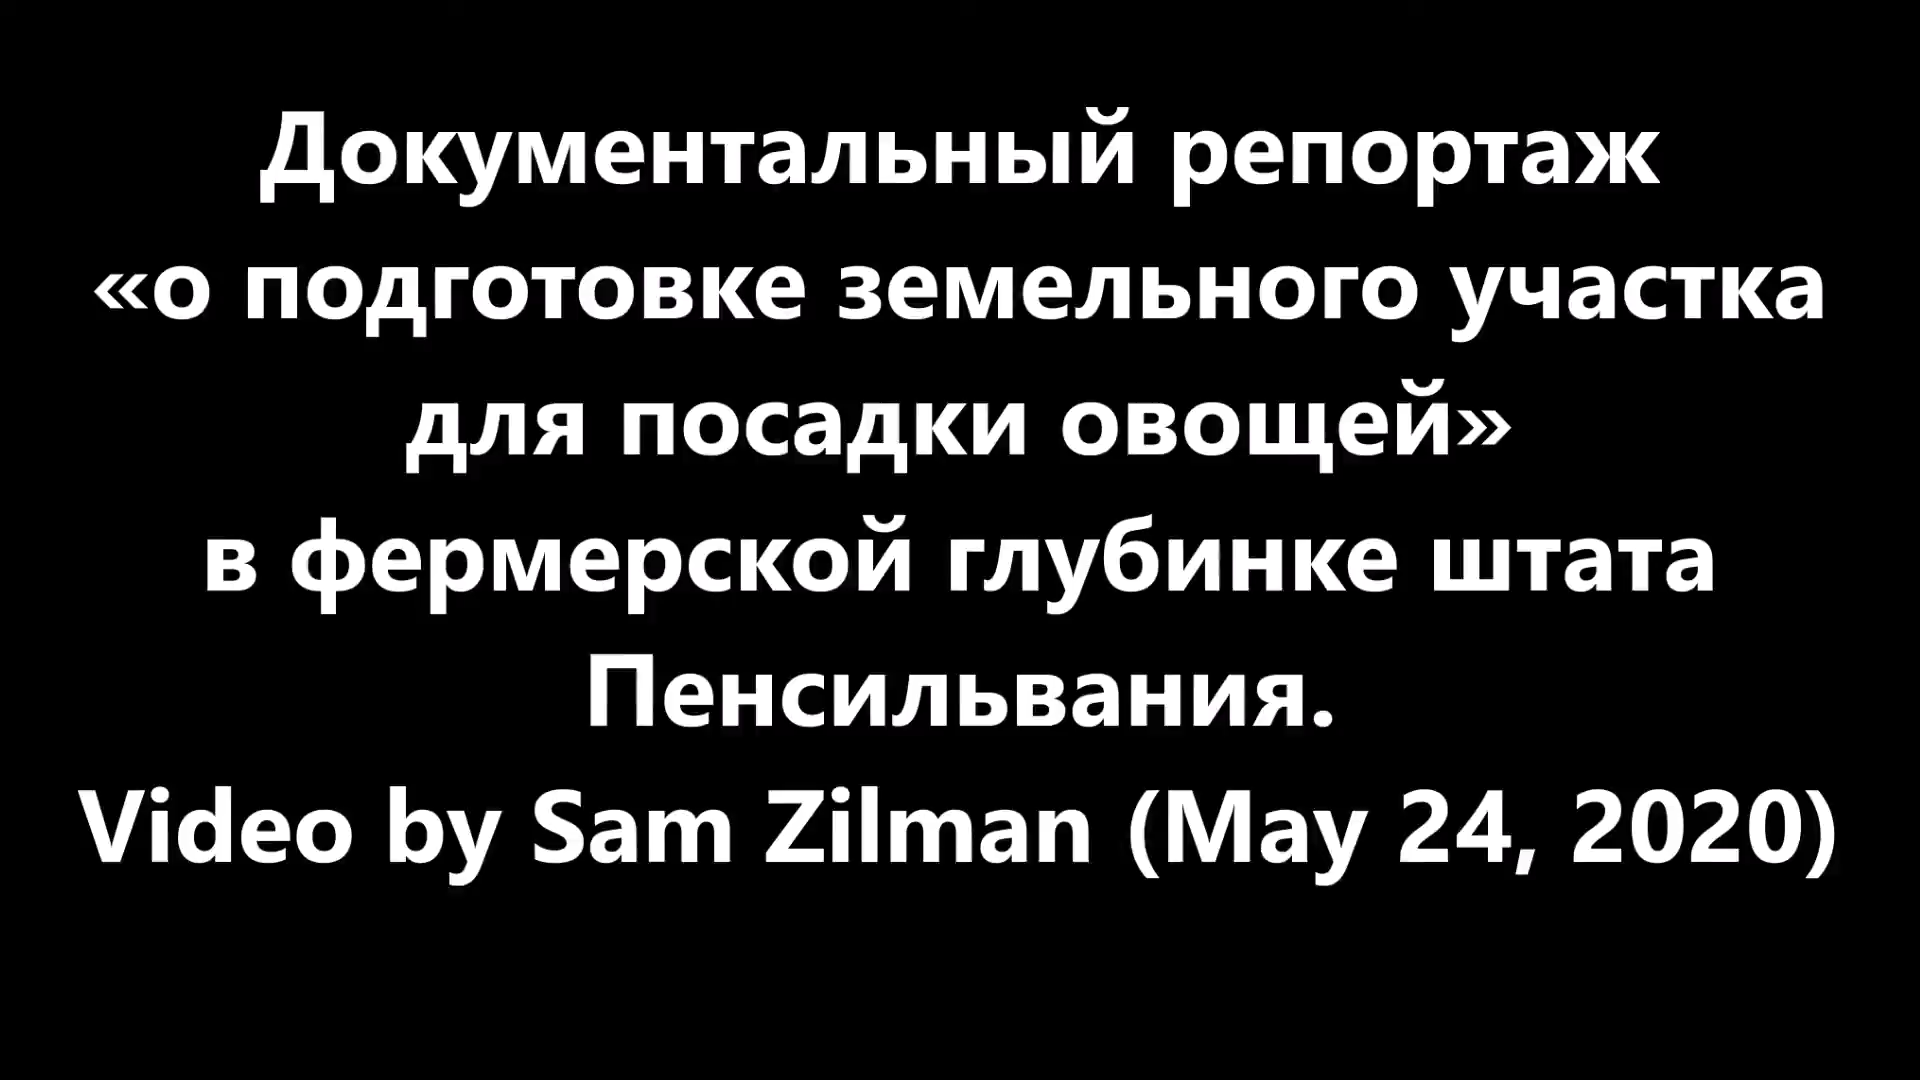 Документальный репортаж
«о подготовке земельного участка
для посадки овощей»
в фермерской глубинке штата
Пенсильвания.
Video by Sam Zilman (May 24, 2020)